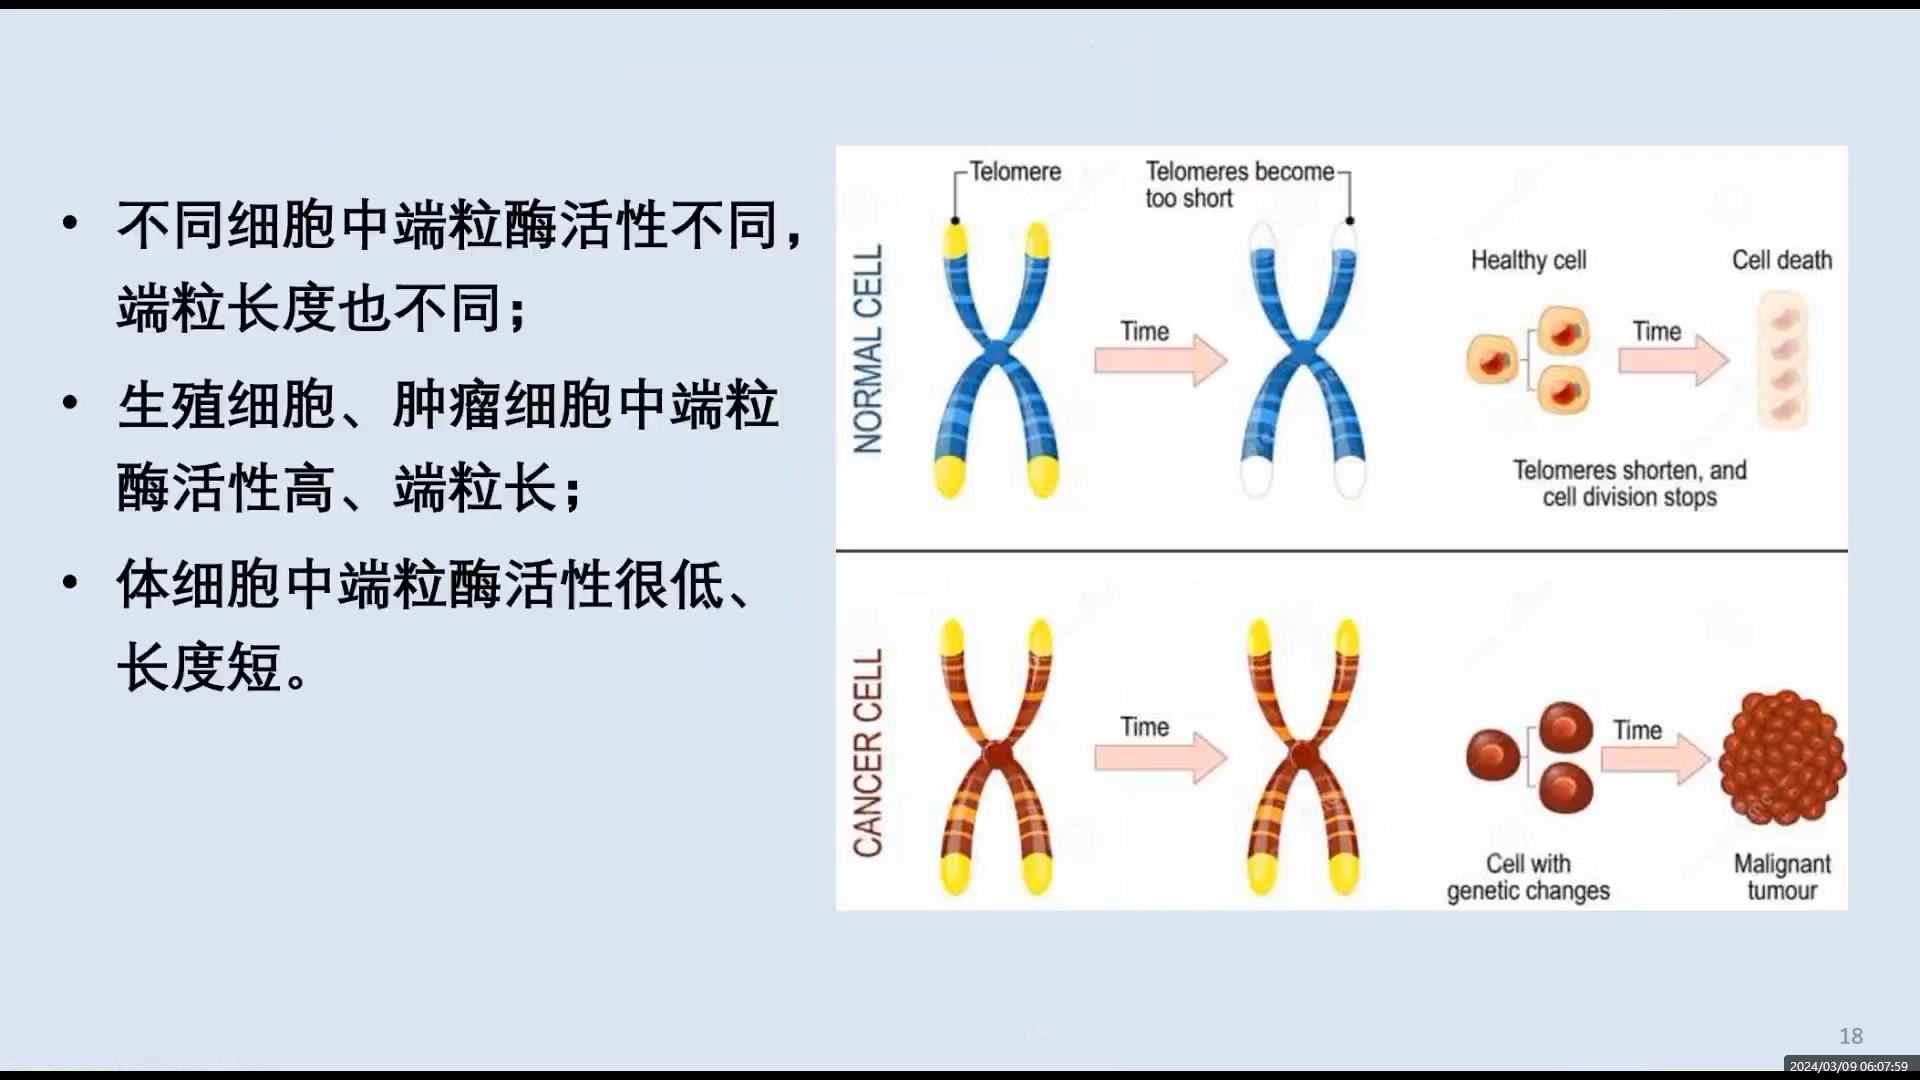 • 不同细胞中端粒酶活性不同，
端粒长度也不同；
• 生殖细胞、肿瘤细胞中端粒
酶活性高、端粒长；
• 体细胞中端粒酶活性很低、
长度短。
Telomere
Telomeres become
too short
NORMAL CELL
Time
Healthy cell
Time
Cell death
Telomeres shorten, and
cell division stops
CANCER CELL
Time
Time
Cell with
genetic changes
Malignant
tumour
18
2024/03/09 06:07:59